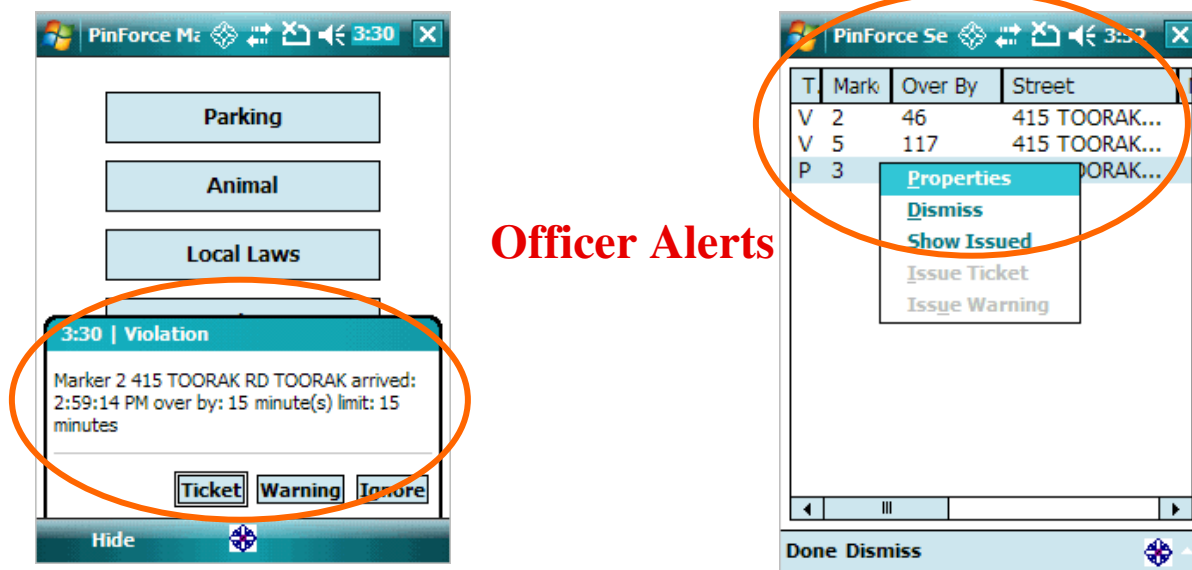 PinForce Ma 3:30
Parking
Animal
Local Laws
3:30 | Violation
Marker 2 415 TOORAK RD TOORAK arrived:
2:59:14 PM over by: 15 minute(s) limit: 15
minutes
Ticket Warning Ignore
Hide
Officer Alerts
PinForce Se 3:52
T. Mark Over By Street
V 2 46 415 TOORAK...
V 5 117 415 TOORAK...
P 3 OORAK...
Properties
Dismiss
Show Issued
Issue Ticket
Issue Warning
Done Dismiss